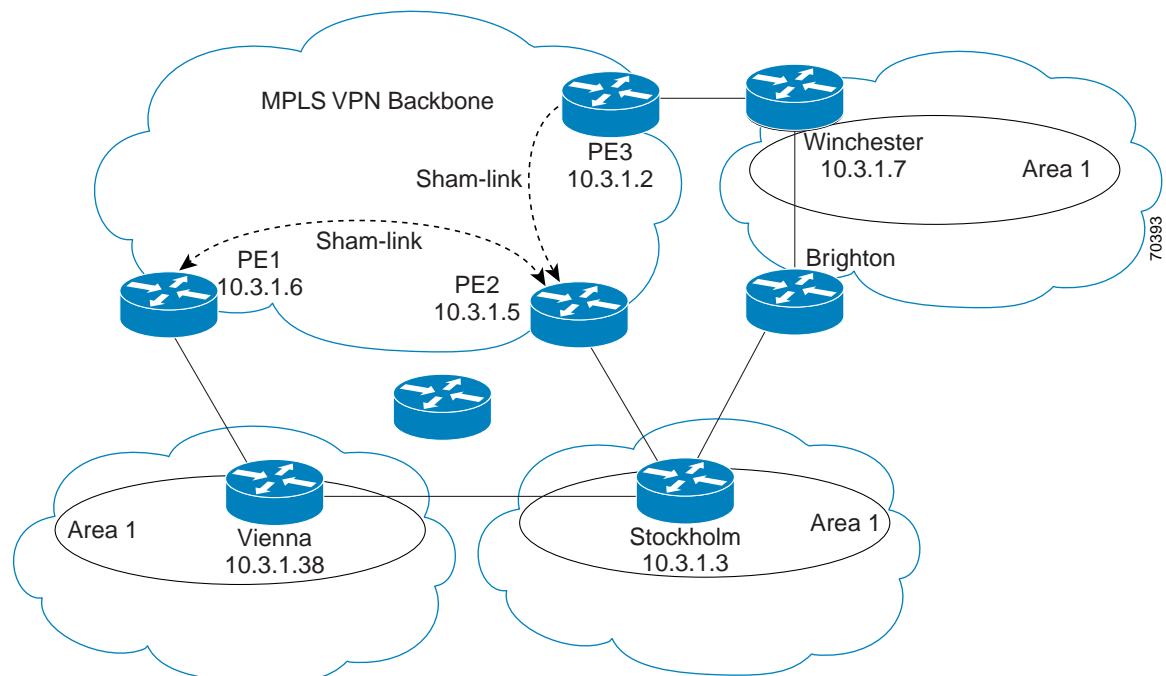 MPLS VPN Backbone
PE3
10.3.1.2
Winchester
10.3.1.7
Area 1
Sham-link
Sham-link
PE1
10.3.1.6
PE2
10.3.1.5
Brighton
70393
Area 1
Vienna
10.3.1.38
Stockholm
10.3.1.3
Area 1